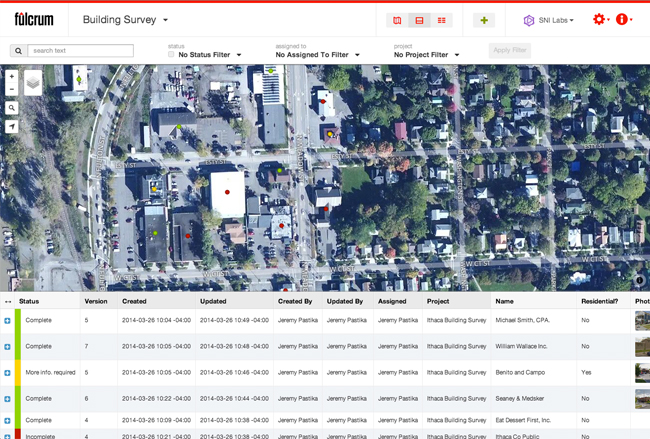 fulcrum
Building Survey
SNI Labs
search text
status
No Status Filter
assigned to
No Assigned To Filter
project
No Project Filter
Apply Filter
ESTY ST
ESTY ST
ESTY ST
W CT ST
W CT ST
Status Version Created Updated Created By Updated By Assigned Project Name Residential? Phot
Complete 5 2014-03-26 10:04 -04:00 2014-03-26 10:49 -04:00 Jeremy Pastika Jeremy Pastika Jeremy Pastika Ithaca Building Survey Michael Smith, CPA. No
Complete 7 2014-03-26 10:05 -04:00 2014-03-26 10:48 -04:00 Jeremy Pastika Jeremy Pastika Jeremy Pastika Ithaca Building Survey William Wallace Inc. No
More info. required 5 2014-03-26 10:05 -04:00 2014-03-26 10:46 -04:00 Jeremy Pastika Jeremy Pastika Jeremy Pastika Ithaca Building Survey Benito and Campo Yes
Complete 6 2014-03-26 10:22 -04:00 2014-03-26 10:44 -04:00 Jeremy Pastika Jeremy Pastika Jeremy Pastika Ithaca Building Survey Seaney & Medsker No
Complete 4 2014-03-26 10:09 -04:00 2014-03-26 10:38 -04:00 Jeremy Pastika Jeremy Pastika Jeremy Pastika Ithaca Building Survey Eat Dessert First, Inc. No
Incomplete 4 2014-03-26 10:21 -04:00 2014-03-26 10:38 -04:00 Jeremy Pastika Jeremy Pastika Jeremy Pastika Ithaca Building Survey Ithaca Co Public No